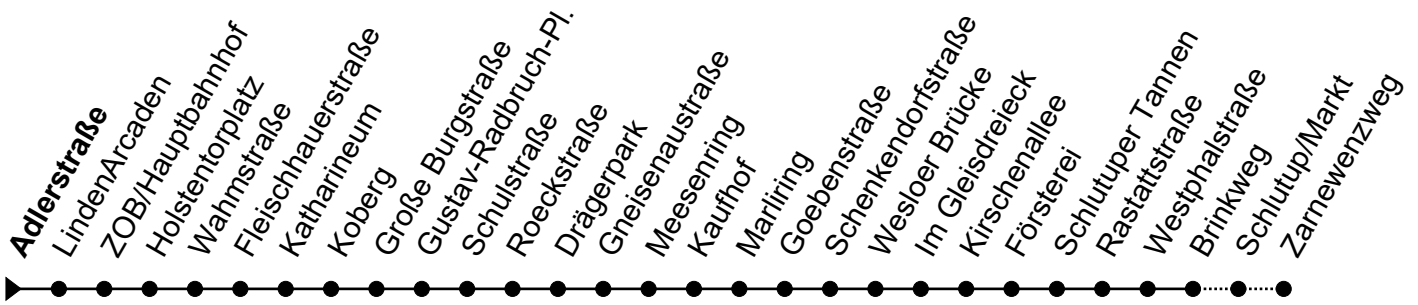 Adlerstraße
LindenArcaden
ZOB/Hauptbahnhof
Holstentorplatz
Wahmstraße
Fleischhauerstraße
Katharineum
Koberg
Große Burgstraße
Gustav-Radbruch-Pl.
Schulstraße
Roeckstraße
Drägerpark
Gneisenaustraße
Meesenring
Kaufhof
Marliring
Goebenstraße
Schenkendorfstraße
Wesloer Brücke
Im Gleisdreieck
Kirschenallee
Försterei
Schlutuper Tannen
Rastattstraße
Westphalstraße
Brinkweg
Schlutup/Markt
Zarnewenzweg